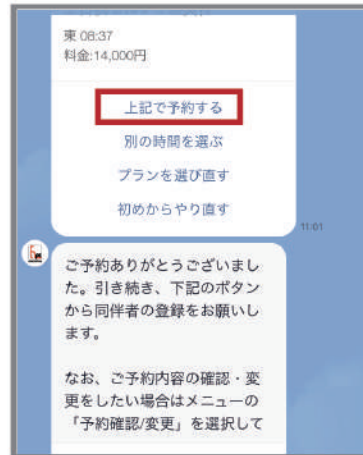 東 08:37
料金:14,000円
上記で予約する
別の時間を選ぶ
プランを選び直す
初めからやり直す
11:01
ご予約ありがとうございまし
た。引き続き、下記のボタン
から同伴者の登録をお願いし
ます。
なお、ご予約内容の確認・変
更をしたい場合はメニューの
「予約確認/変更」を選択して